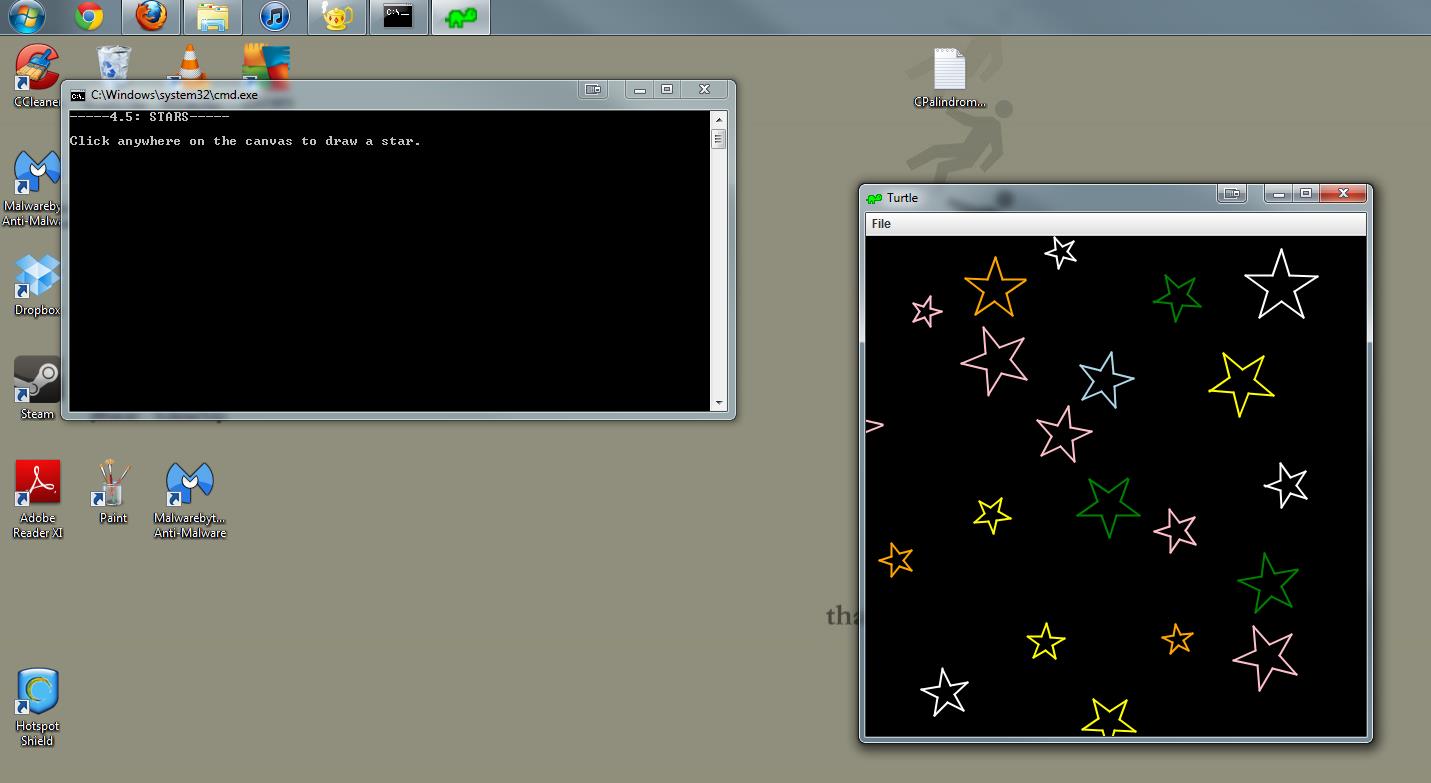 C:\Windows\system32\cmd.exe
-----4.5: STARS-----
Click anywhere on the canvas to draw a star.
CCleaner
Malwareby
Anti-Malwa
Dropbox
Steam
Adobe
Reader XI
Paint
Malwarebyt...
Anti-Malware
Hotspot
Shield
CPalindrom...
Turtle
File
tha